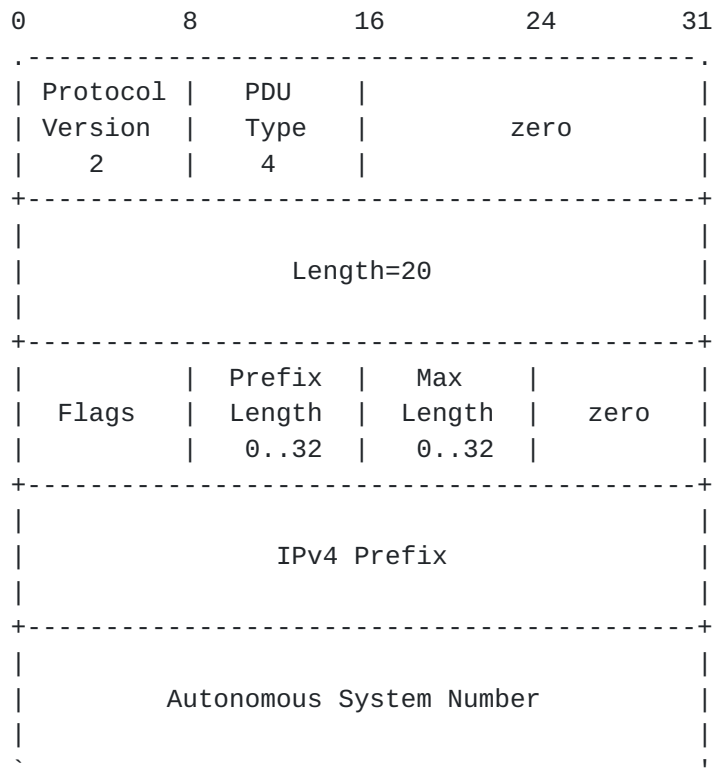 0          8          16         24        31
.-------------------------------------------.
| Protocol |   PDU    |                     |
| Version  |   Type   |         zero        |
|    2     |    4     |                     |
+-------------------------------------------+
|                                           |
|                 Length=20                 |
|                                           |
+-------------------------------------------+
|          |  Prefix  |   Max    |          |
|  Flags   |  Length  |  Length  |   zero   |
|          |   0..32  |   0..32  |          |
+-------------------------------------------+
|                                           |
|                IPv4 Prefix                |
|                                           |
+-------------------------------------------+
|                                           |
|         Autonomous System Number          |
|                                           |
`-------------------------------------------'